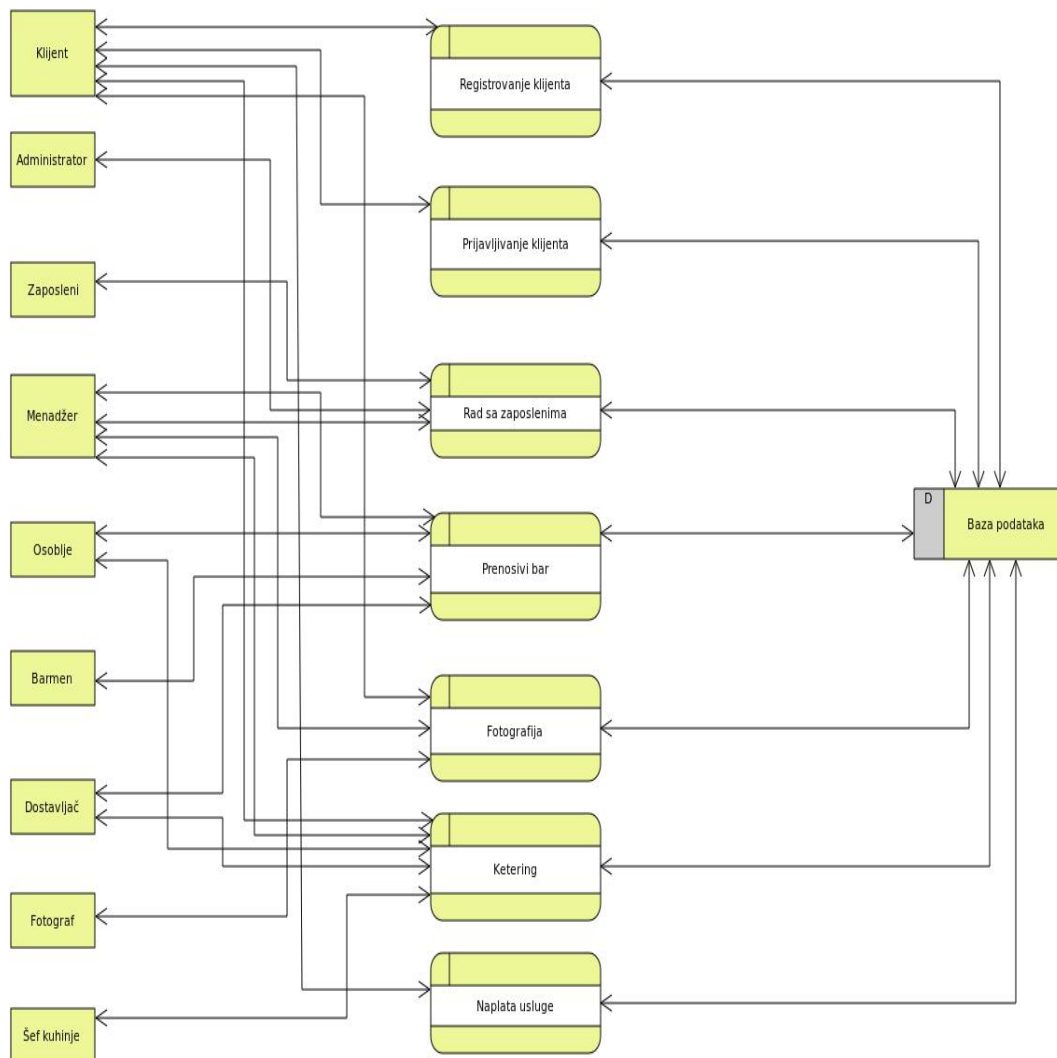 Klijent
Administrator
Zaposleni
Menadžer
Osoblje
Barmen
Dostavljač
Fotograf
Šef kuhinje
Registrovanje klijenta
Prijavljivanje klijenta
Rad sa zaposlenima
Prenosivi bar
Fotografija
Ketering
Naplata usluge
D
Baza podataka